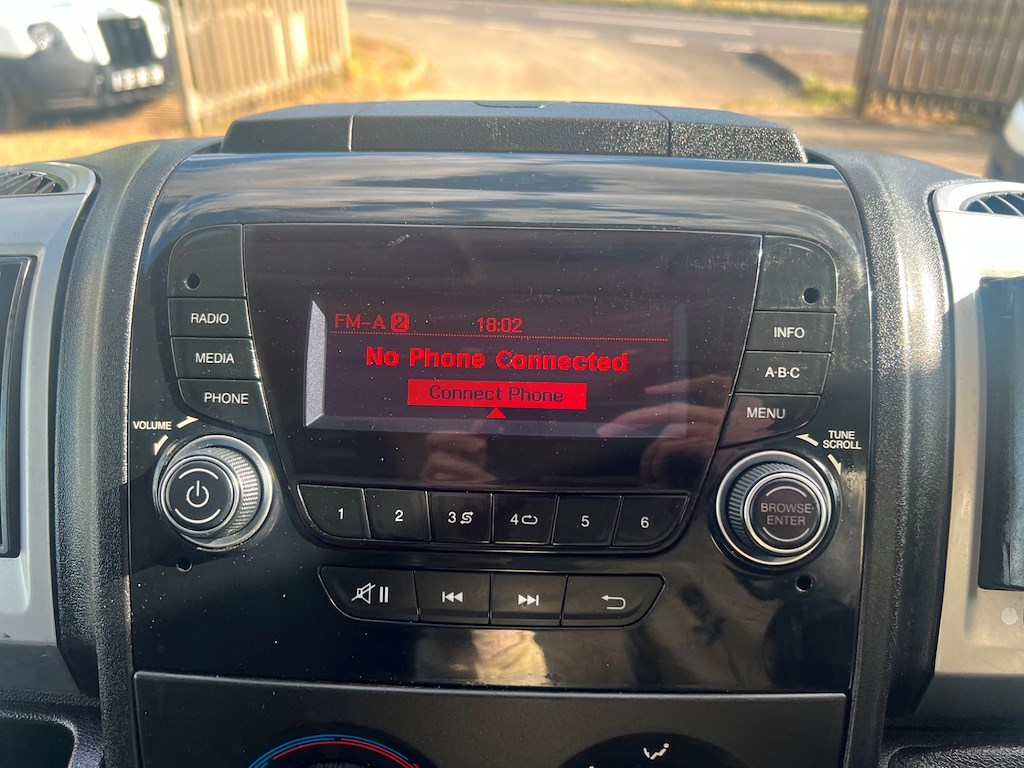 FM-A 2 18:02
No Phone Connected
Connect Phone
RADIO
MEDIA
PHONE
VOLUME
INFO
A·B·C
MENU
TUNE
SCROLL
BROWSE
ENTER
1 2 3 4 5 6